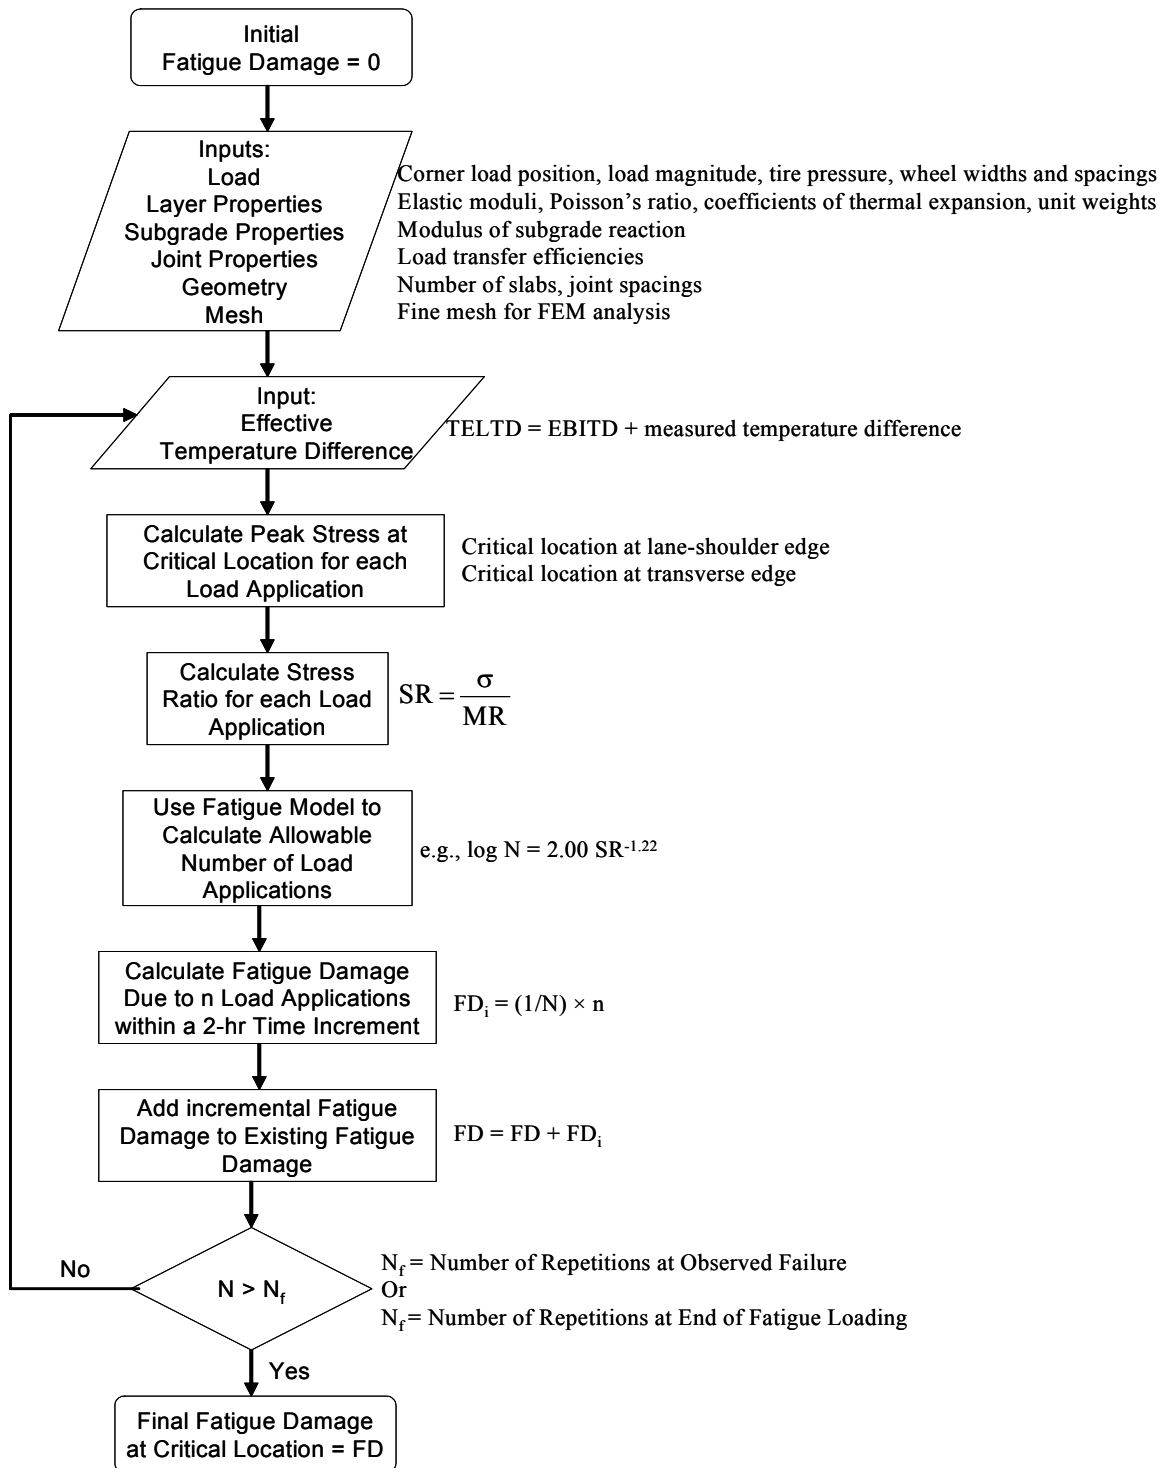 Initial
Fatigue Damage = 0
Inputs:
Load
Layer Properties
Subgrade Properties
Joint Properties
Geometry
Mesh
Corner load position, load magnitude, tire pressure, wheel widths and spacings
Elastic moduli, Poisson's ratio, coefficients of thermal expansion, unit weights
Modulus of subgrade reaction
Load transfer efficiencies
Number of slabs, joint spacings
Fine mesh for FEM analysis
Input:
Effective
Temperature Difference
TELTD = EBITD + measured temperature difference
Calculate Peak Stress at
Critical Location for each
Load Application
Critical location at lane-shoulder edge
Critical location at transverse edge
Calculate Stress
Ratio for each Load
Application
SR = σ / MR
Use Fatigue Model to
Calculate Allowable
Number of Load
Applications
e.g., log N = 2.00 SR^-1.22
Calculate Fatigue Damage
Due to n Load Applications
within a 2-hr Time Increment
FD_i = (1/N) × n
Add incremental Fatigue
Damage to Existing Fatigue
Damage
FD = FD + FD_i
No
N > N_f
N_f = Number of Repetitions at Observed Failure
Or
N_f = Number of Repetitions at End of Fatigue Loading
Yes
Final Fatigue Damage
at Critical Location = FD